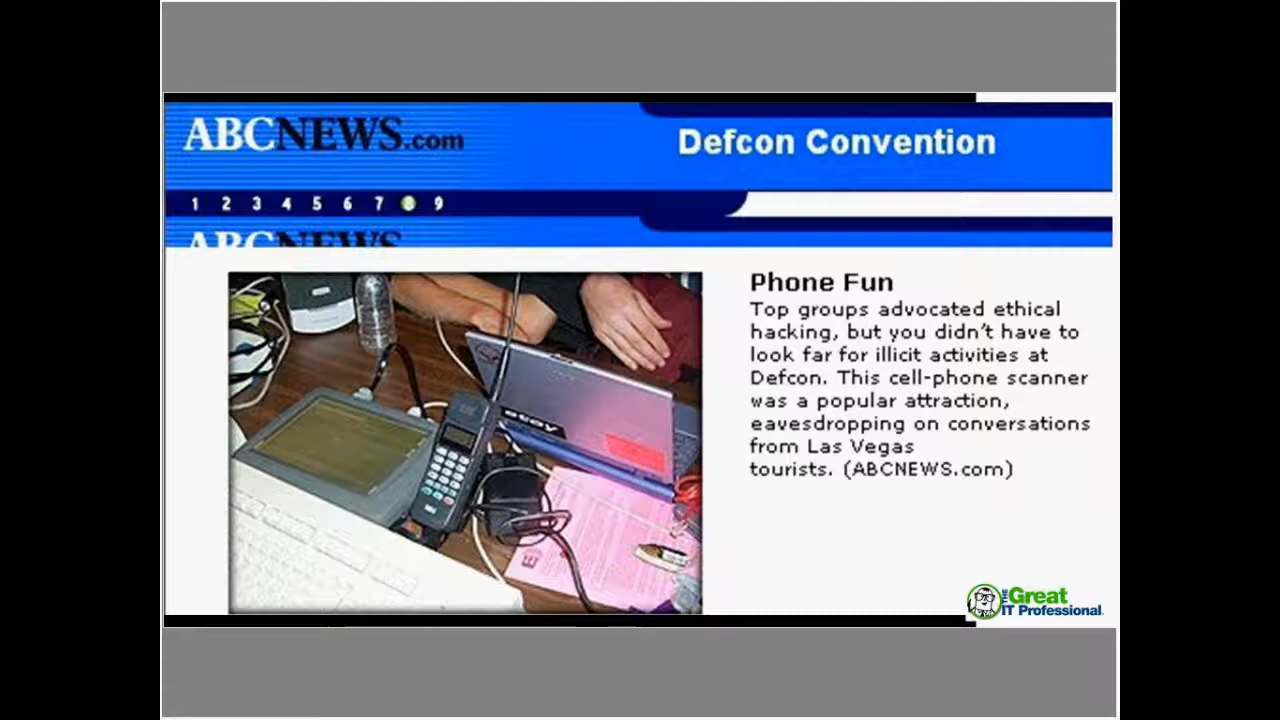 ABCNEWS.com
Defcon Convention
1 2 3 4 5 6 7 8 9
ABCNEWS
Phone Fun
Top groups advocated ethical
hacking, but you didn't have to
look far for illicit activities at
Defcon. This cell-phone scanner
was a popular attraction,
eavesdropping on conversations
from Las Vegas
tourists. (ABCNEWS.com)
THE Great
IT Professional.